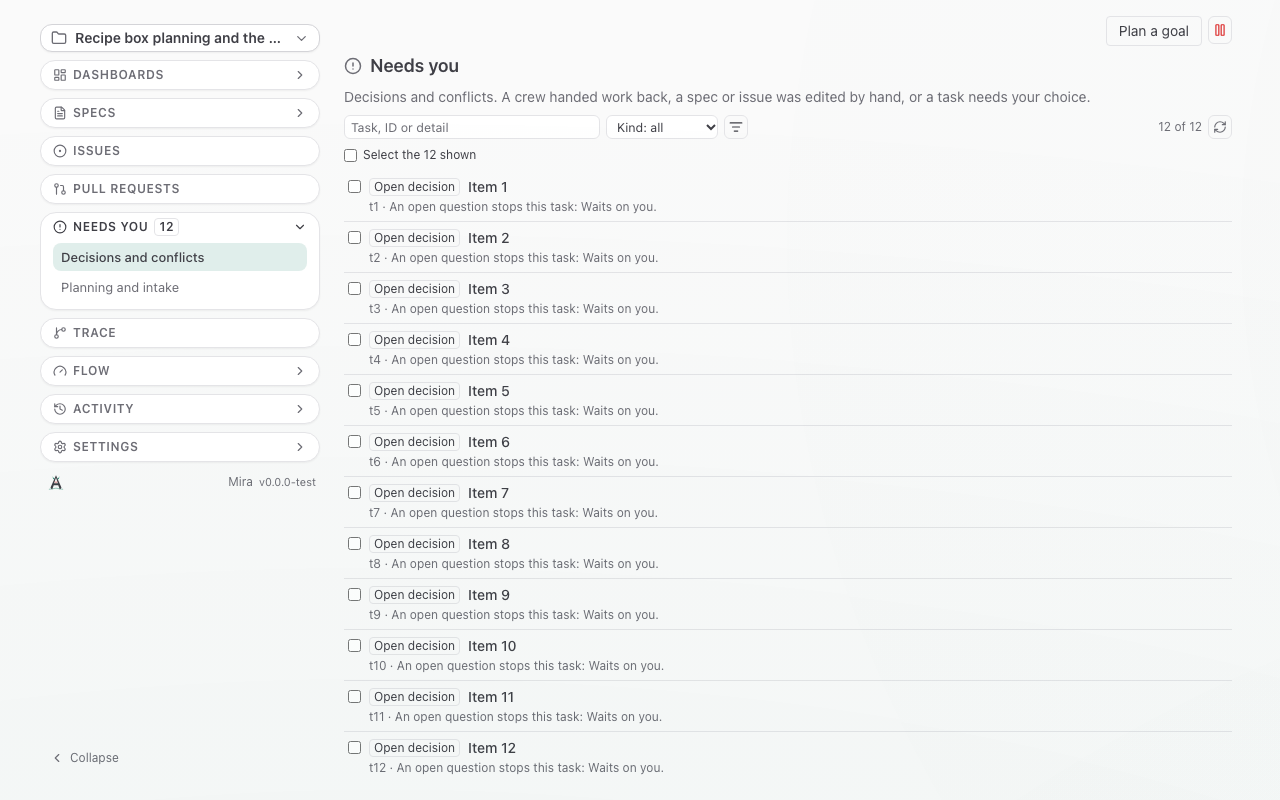 Recipe box planning and the ...
DASHBOARDS
SPECS
ISSUES
PULL REQUESTS
NEEDS YOU 12
Decisions and conflicts
Planning and intake
TRACE
FLOW
ACTIVITY
SETTINGS
Mira v0.0.0-test
Collapse
Plan a goal
Needs you
Decisions and conflicts. A crew handed work back, a spec or issue was edited by hand, or a task needs your choice.
Task, ID or detail
Kind: all
12 of 12
Select the 12 shown
Open decision Item 1
t1 · An open question stops this task: Waits on you.
Open decision Item 2
t2 · An open question stops this task: Waits on you.
Open decision Item 3
t3 · An open question stops this task: Waits on you.
Open decision Item 4
t4 · An open question stops this task: Waits on you.
Open decision Item 5
t5 · An open question stops this task: Waits on you.
Open decision Item 6
t6 · An open question stops this task: Waits on you.
Open decision Item 7
t7 · An open question stops this task: Waits on you.
Open decision Item 8
t8 · An open question stops this task: Waits on you.
Open decision Item 9
t9 · An open question stops this task: Waits on you.
Open decision Item 10
t10 · An open question stops this task: Waits on you.
Open decision Item 11
t11 · An open question stops this task: Waits on you.
Open decision Item 12
t12 · An open question stops this task: Waits on you.